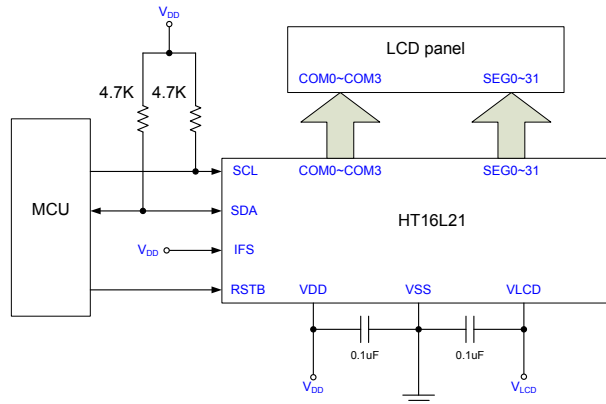 VDD
LCD panel
COM0~COM3 SEG0~31
4.7K 4.7K
MCU
SCL COM0~COM3 SEG0~31
SDA HT16L21
VDD IFS
RSTB VDD VSS VLCD
0.1uF 0.1uF
VDD VLCD